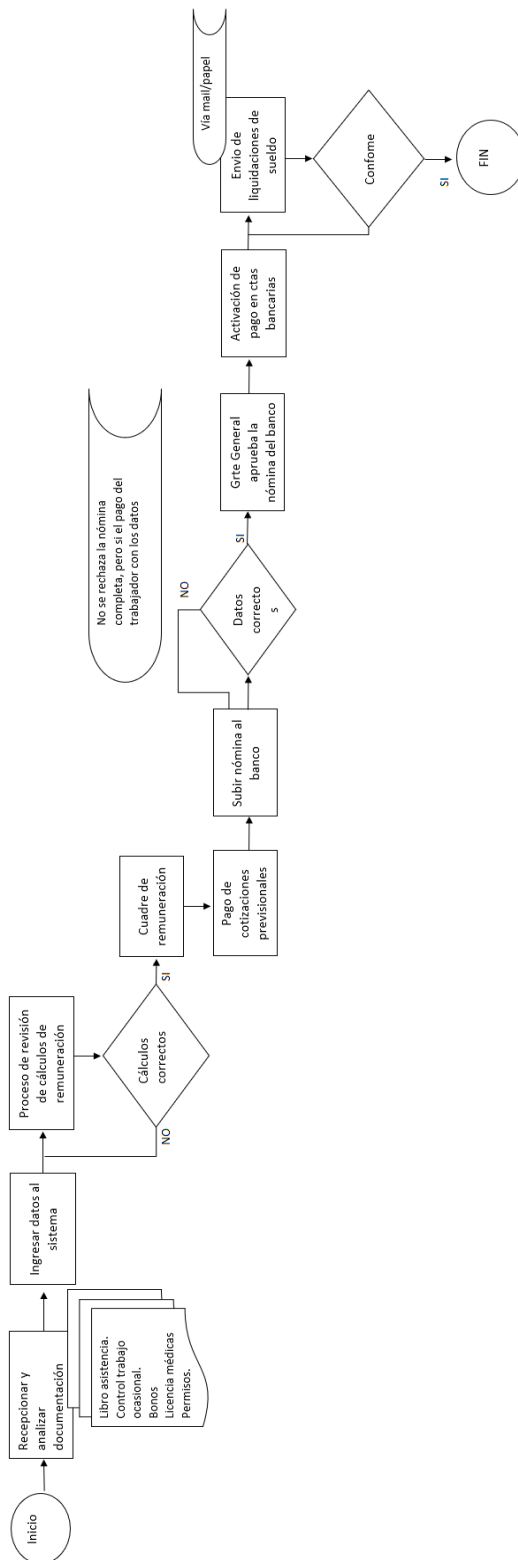 Inicio
Recepcionar y
analizar
documentación
Libro asistencia.
Control trabajo
ocasional.
Bonos
Licencia médicas
Permisos.
Ingresar datos al
sistema
Proceso de revisión
de cálculos de
remuneración
Cálculos
correctos
NO
SI
Cuadre de
remuneración
Pago de
cotizaciones
previsionales
Subir nómina al
banco
Datos
correcto
s
NO
SI
No se rechaza la nómina
completa, pero si el pago del
trabajador con los datos
Grte General
aprueba la
nómina del banco
Activación de
pago en ctas
bancarias
Envio de
liquidaciones de
sueldo
Vía mail/papel
Confome
SI
FIN